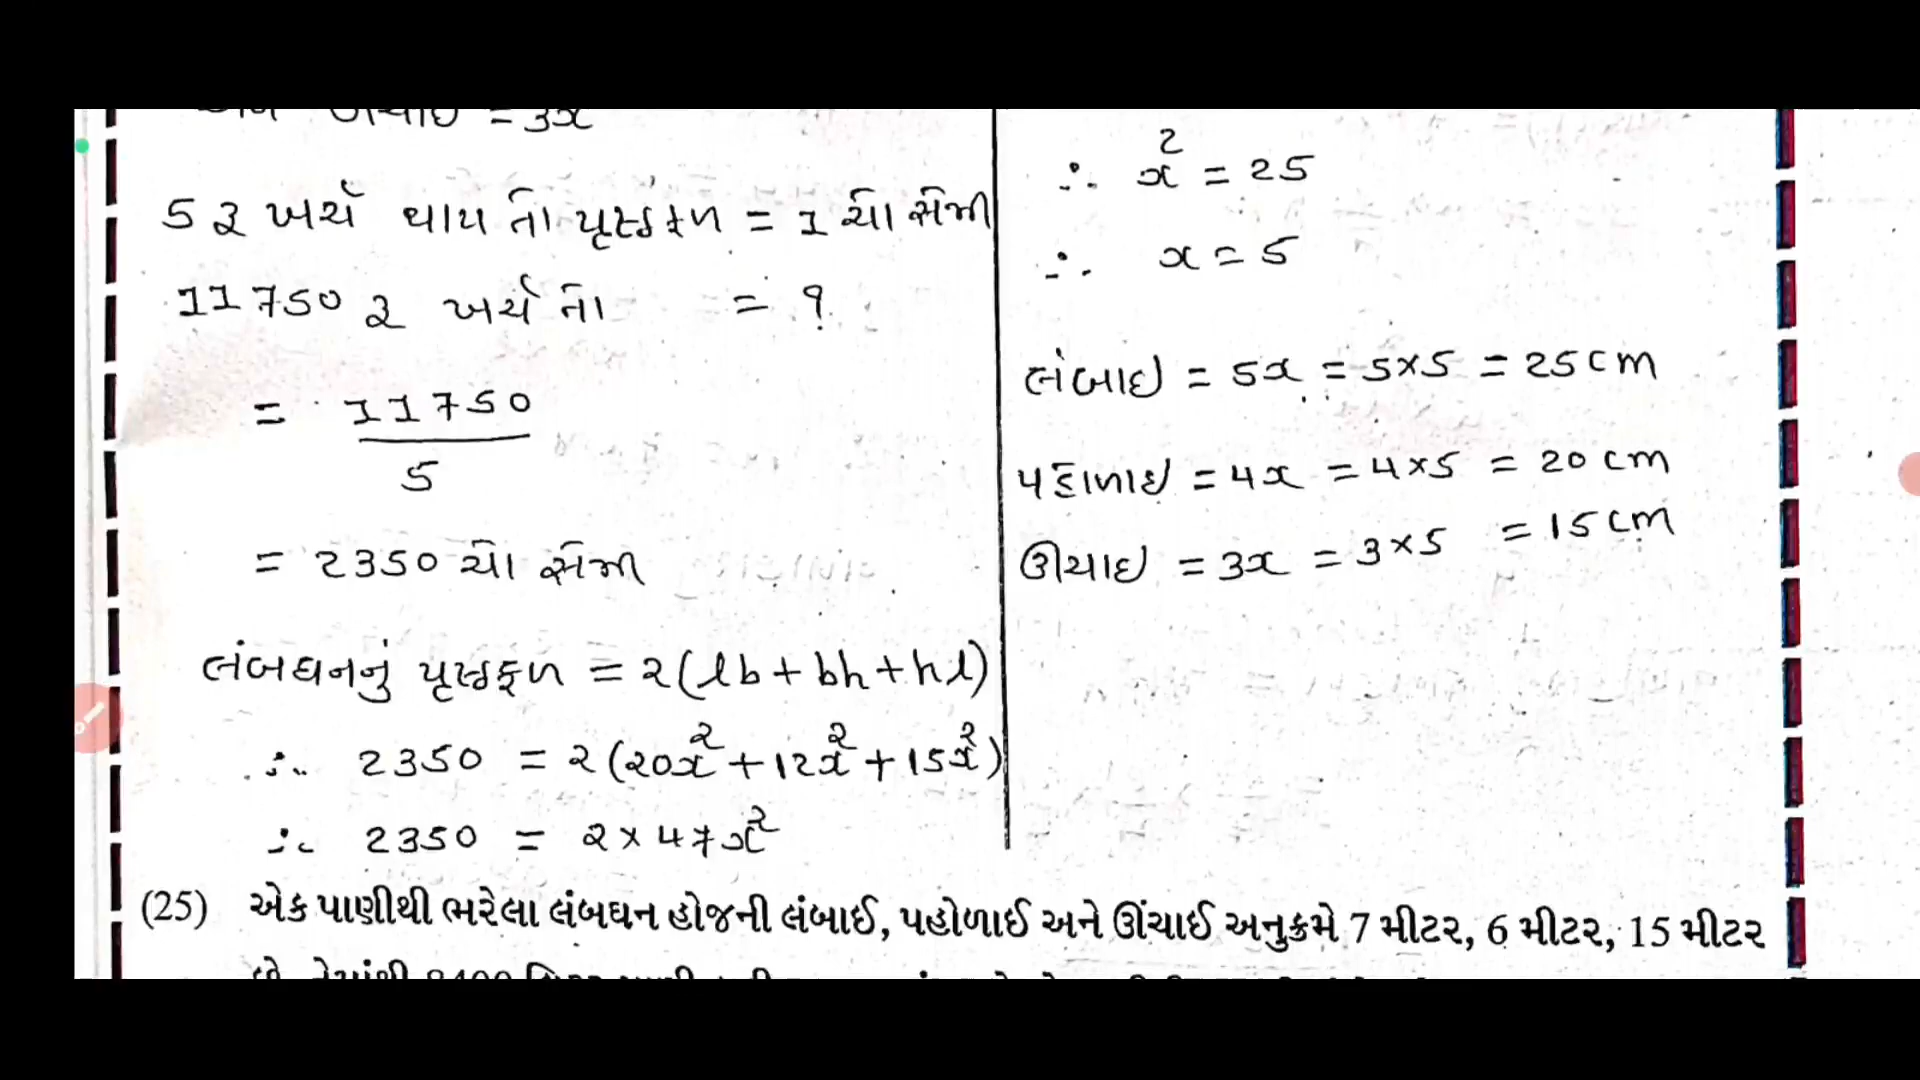 = 3x
5 રૂ ખર્ચ થાય તો પૃષ્ઠફળ = 1 ચો સેમી
11750 રૂ ખર્ચે તો = ?
= 11750
5
= 2350 ચો સેમી
લંબઘનનું પૃષ્ઠફળ = 2(lb + bh + hl)
∴ 2350 = 2(20x² + 12x² + 15x²)
∴ 2350 = 2 × 47x²
∴ x² = 25
∴ x = 5
લંબાઇ = 5x = 5×5 = 25 cm
પહોળાઇ = 4x = 4×5 = 20 cm
ઊંચાઇ = 3x = 3×5 = 15 cm
(25) એક પાણીથી ભરેલા લંબઘન હોજની લંબાઈ, પહોળાઈ અને ઊંચાઈ અનુક્રમે 7 મીટર, 6 મીટર, 15 મીટર